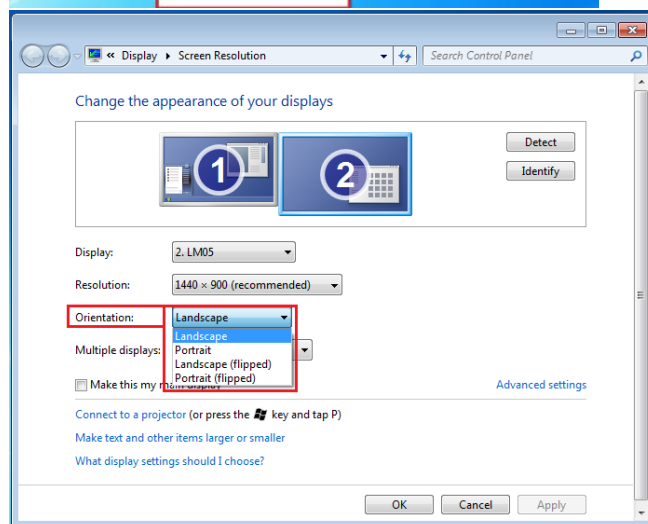 « Display ▸ Screen Resolution Search Control Panel
Change the appearance of your displays
1 2
Detect
Identify
Display: 2. LM05
Resolution: 1440 × 900 (recommended)
Orientation: Landscape
Landscape
Portrait
Multiple displays:
Landscape (flipped)
Portrait (flipped)
Make this my main display
Advanced settings
Connect to a projector (or press the key and tap P)
Make text and other items larger or smaller
What display settings should I choose?
OK Cancel Apply